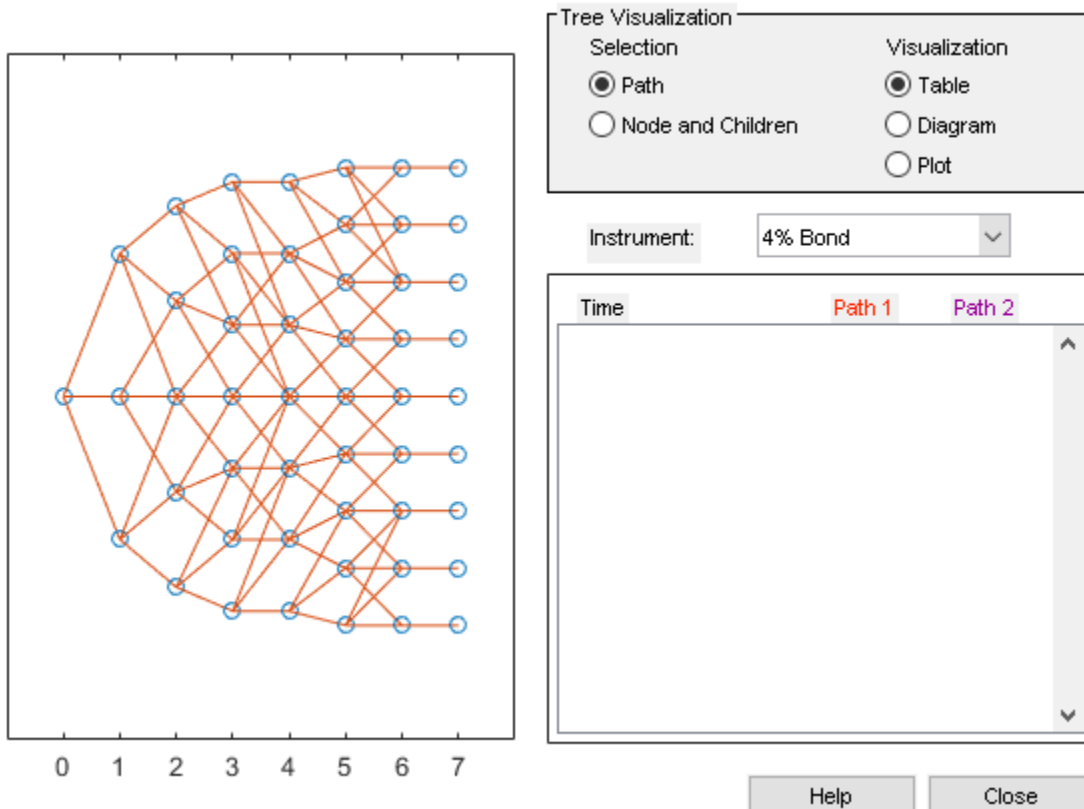 Tree Visualization
Selection Visualization
Path Table
Node and Children Diagram
Plot
Instrument: 4% Bond
Time Path 1 Path 2
0 1 2 3 4 5 6 7
Help Close